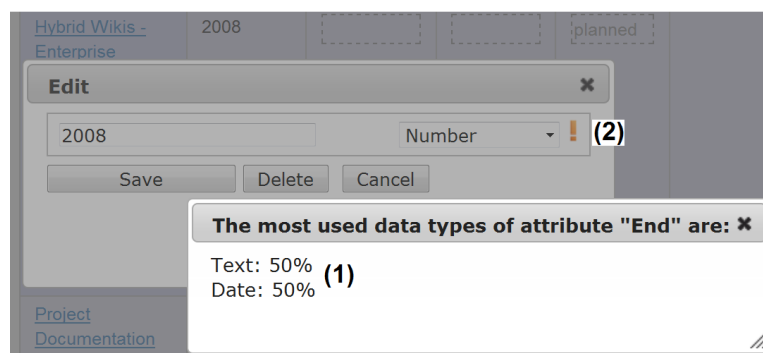 Hybrid Wikis - 2008 planned
Enterprise
Edit
2008 Number ! (2)
Save Delete Cancel
The most used data types of attribute "End" are:
Text: 50%
(1)
Date: 50%
Project
Documentation